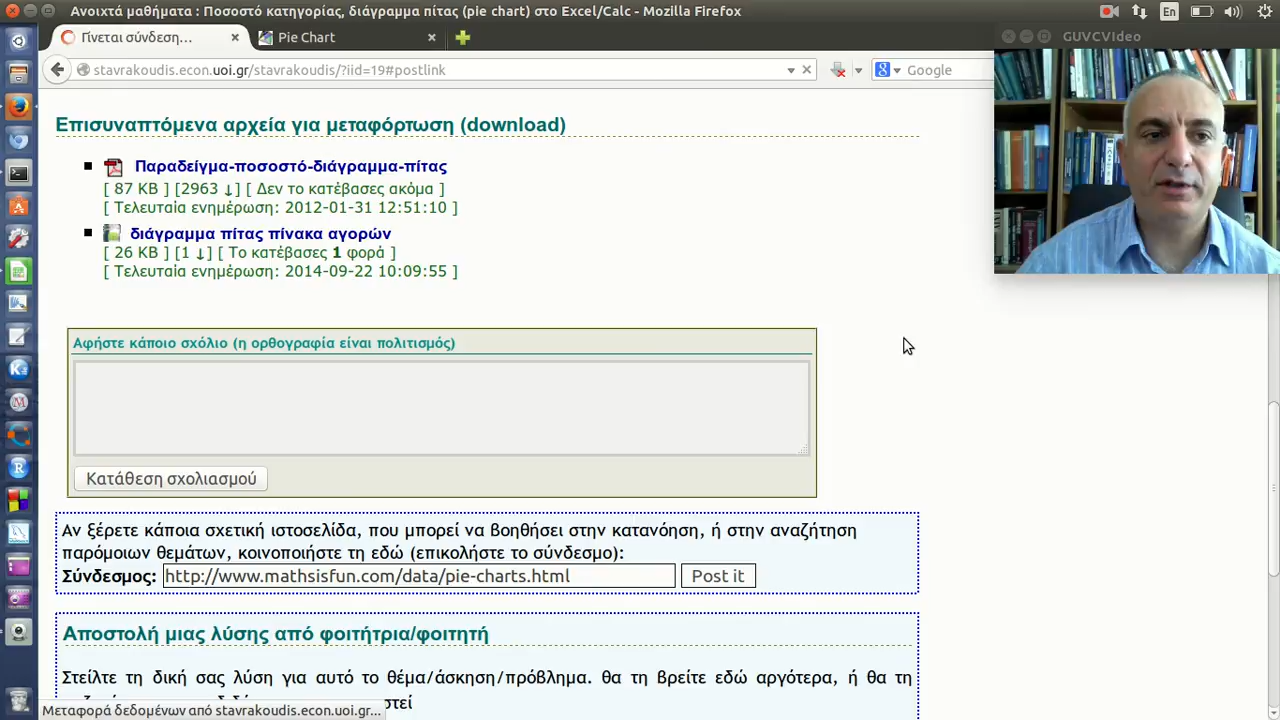 Ανοιχτά μαθήματα : Ποσοστό κατηγορίας, διάγραμμα πίτας (pie chart) στο Excel/Calc - Mozilla Firefox
En
Γίνεται σύνδεση...
Pie Chart
GUVCVIdeo
stavrakoudis.econ.uoi.gr/stavrakoudis/?iid=19#postlink
Google
Επισυναπτόμενα αρχεία για μεταφόρτωση (download)
Παραδείγμα-ποσοστό-διάγραμμα-πίτας
[ 87 KB ] [2963 ↓] [ Δεν το κατέβασες ακόμα ]
[ Τελευταία ενημέρωση: 2012-01-31 12:51:10 ]
διάγραμμα πίτας πίνακα αγορών
[ 26 KB ] [1 ↓] [ Το κατέβασες 1 φορά ]
[ Τελευταία ενημέρωση: 2014-09-22 10:09:55 ]
Αφήστε κάποιο σχόλιο (η ορθογραφία είναι πολιτισμός)
Κατάθεση σχολιασμού
Αν ξέρετε κάποια σχετική ιστοσελίδα, που μπορεί να βοηθήσει στην κατανόηση, ή στην αναζήτηση
παρόμοιων θεμάτων, κοινοποιήστε τη εδώ (επικολήστε το σύνδεσμο):
Σύνδεσμος: http://www.mathsisfun.com/data/pie-charts.html Post it
Αποστολή μιας λύσης από φοιτήτρια/φοιτητή
Στείλτε τη δική σας λύση για αυτό το θέμα/άσκηση/πρόβλημα. θα τη βρείτε εδώ αργότερα, ή θα τη
Μεταφορά δεδομένων από stavrakoudis.econ.uoi.gr...